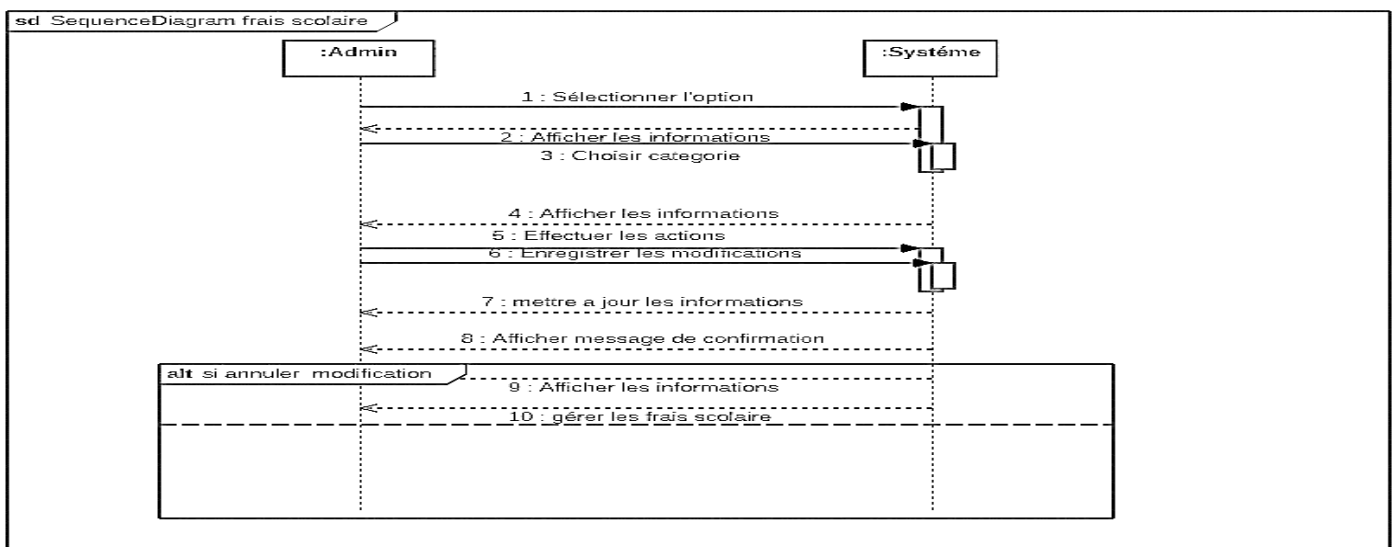 sd SequenceDiagram frais scolaire
:Admin
:Systéme
1 : Sélectionner l'option
2 : Afficher les informations
3 : Choisir categorie
4 : Afficher les informations
5 : Effectuer les actions
6 : Enregistrer les modifications
7 : mettre a jour les informations
8 : Afficher message de confirmation
alt si annuler modification
9 : Afficher les informations
10 : gérer les frais scolaire